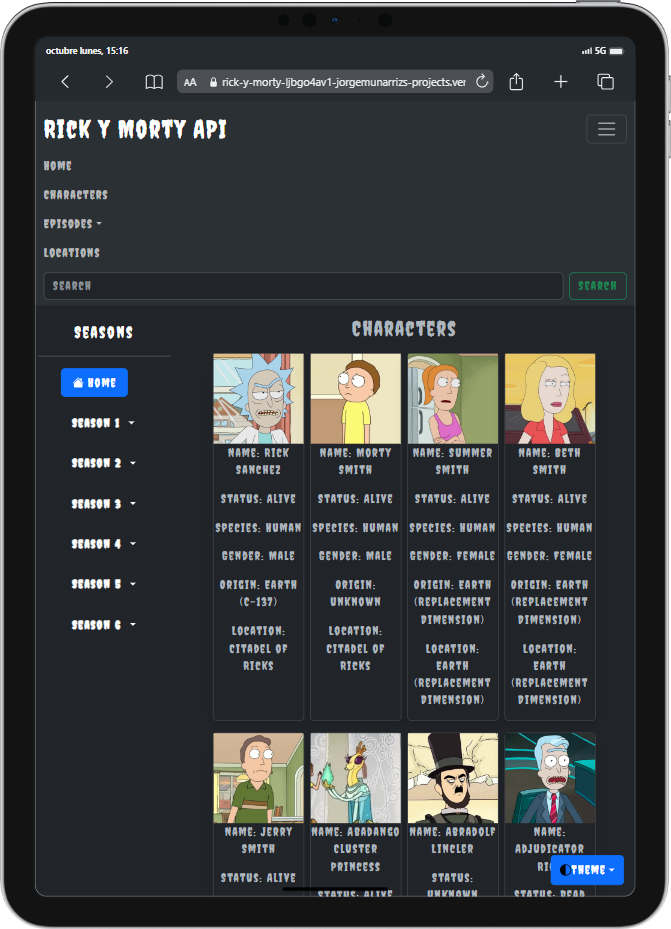 octubre lunes, 15:16
5G
AA rick-y-morty-ljbgo4av1-jorgemunarrizs-projects.ver
RICK Y MORTY API
HOME
CHARACTERS
EPISODES
LOCATIONS
SEARCH SEARCH
SEASONS
HOME
SEASON 1
SEASON 2
SEASON 3
SEASON 4
SEASON 5
SEASON 6
CHARACTERS
NAME: RICK
SANCHEZ
STATUS: ALIVE
SPECIES: HUMAN
GENDER: MALE
ORIGIN: EARTH
(C-137)
LOCATION:
CITADEL OF
RICKS
NAME: MORTY
SMITH
STATUS: ALIVE
SPECIES: HUMAN
GENDER: MALE
ORIGIN:
UNKNOWN
LOCATION:
CITADEL OF
RICKS
NAME: SUMMER
SMITH
STATUS: ALIVE
SPECIES: HUMAN
GENDER: FEMALE
ORIGIN: EARTH
(REPLACEMENT
DIMENSION)
LOCATION:
EARTH
(REPLACEMENT
DIMENSION)
NAME: BETH
SMITH
STATUS: ALIVE
SPECIES: HUMAN
GENDER: FEMALE
ORIGIN: EARTH
(REPLACEMENT
DIMENSION)
LOCATION:
EARTH
(REPLACEMENT
DIMENSION)
NAME: JERRY
SMITH
STATUS: ALIVE
NAME: ABADANGO
CLUSTER
PRINCESS
STATUS: ALIVE
NAME: ABRADOLF
LINCLER
STATUS:
UNKNOWN
NAME:
ADJUDICATOR
STATUS: DEAD
THEME